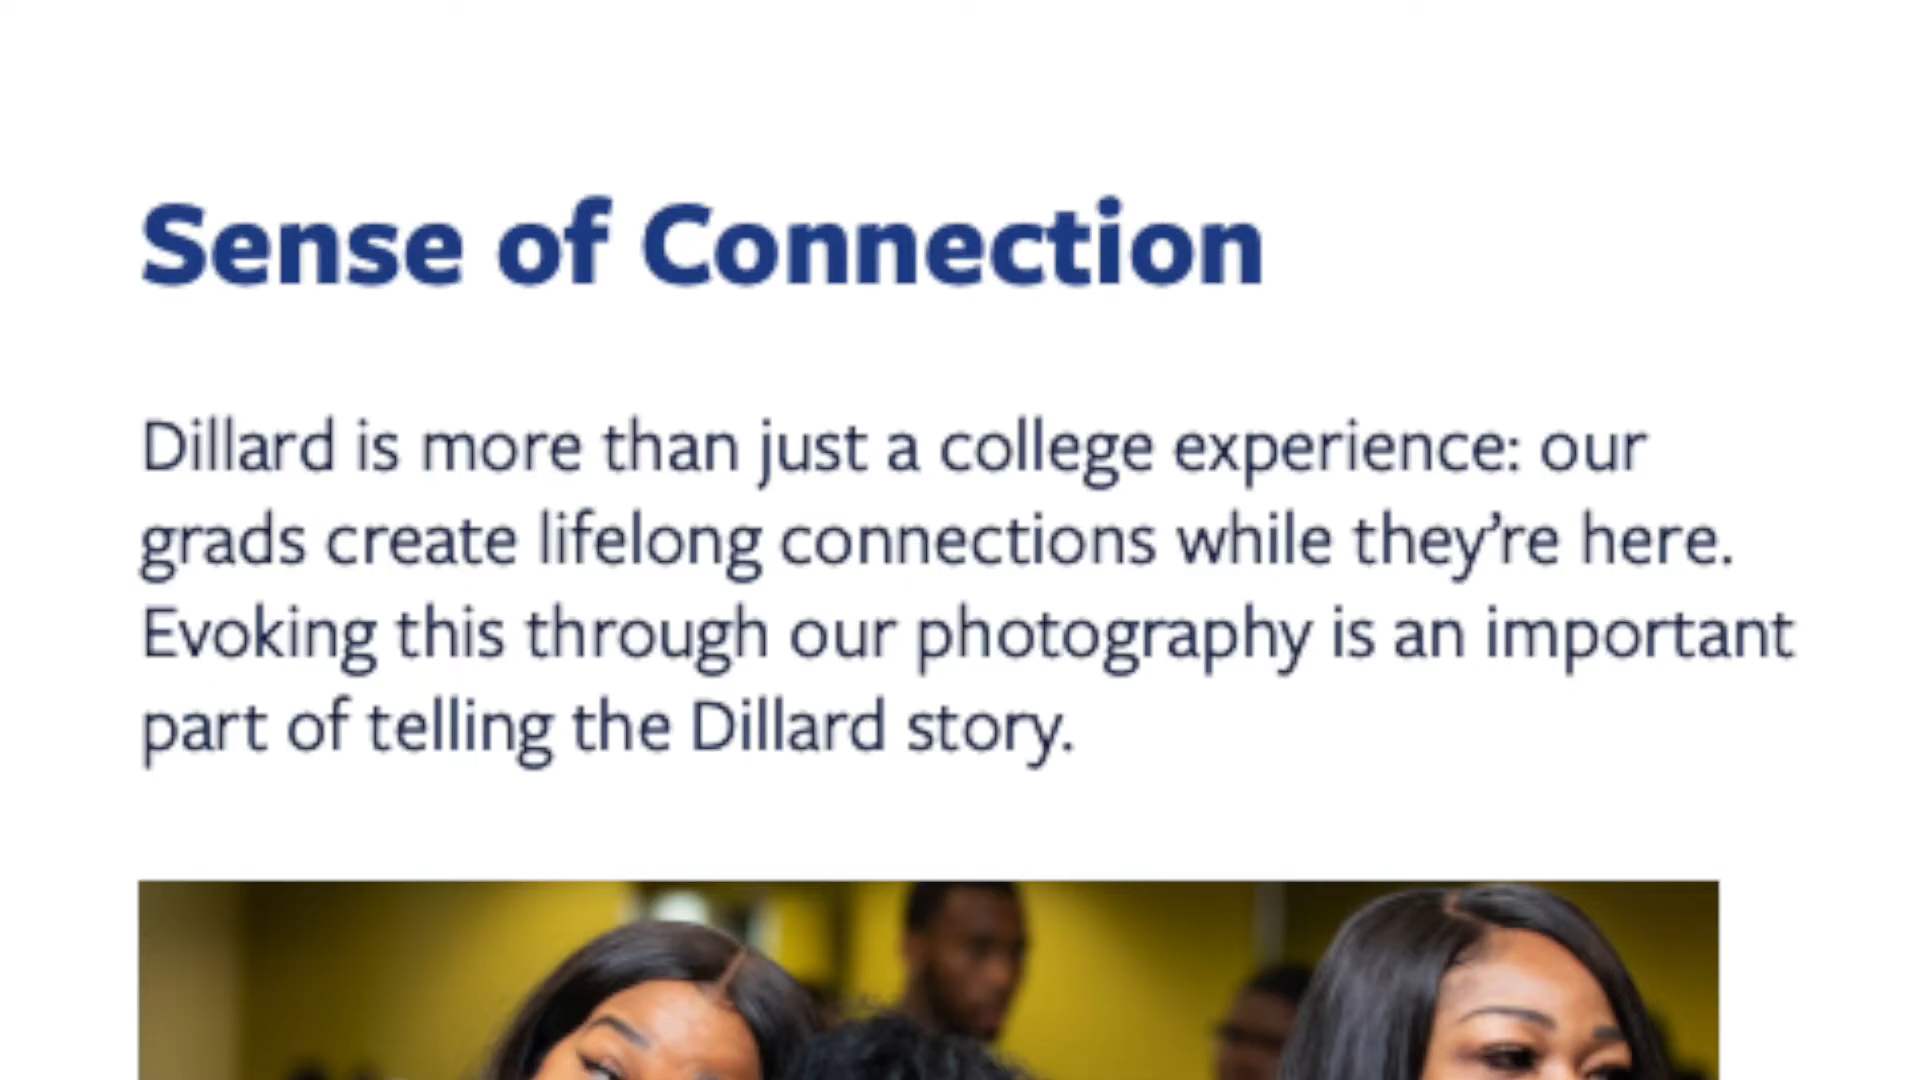 Sense of Connection
Dillard is more than just a college experience: our
grads create lifelong connections while they’re here.
Evoking this through our photography is an important
part of telling the Dillard story.